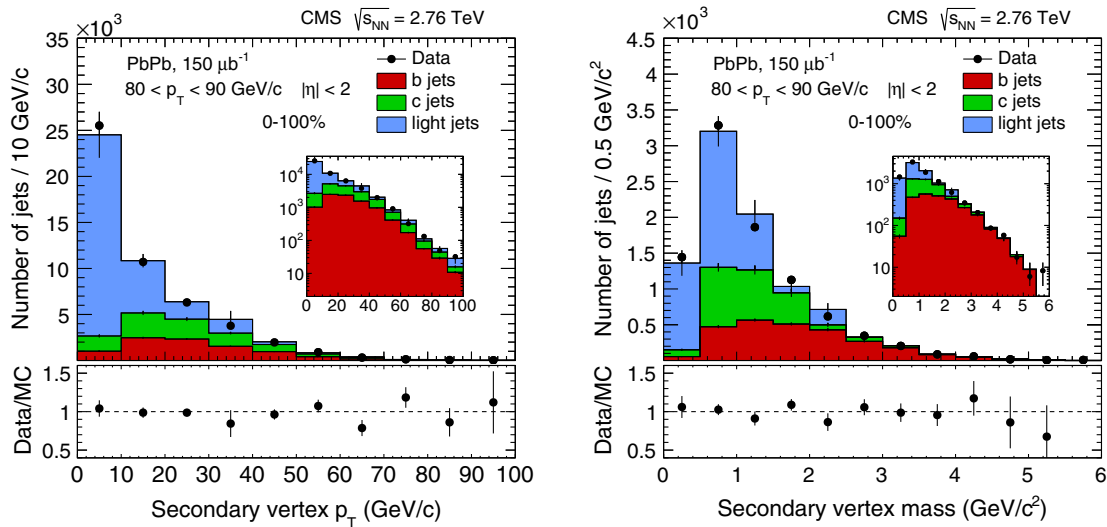 CMS √sNN = 2.76 TeV
×10³
35
30
25
20
15
10
5
0
Number of jets / 10 GeV/c
PbPb, 150 μb⁻¹
80 < pT < 90 GeV/c |η| < 2
0-100%
Data
b jets
c jets
light jets
10⁴
10³
10²
10
0 20 40 60 80 100
Data/MC
1.5
1
0.5
0 10 20 30 40 50 60 70 80 90 100
Secondary vertex pT (GeV/c)
CMS √sNN = 2.76 TeV
×10³
4.5
4
3.5
3
2.5
2
1.5
1
0.5
0
Number of jets / 0.5 GeV/c²
PbPb, 150 μb⁻¹
80 < pT < 90 GeV/c |η| < 2
0-100%
Data
b jets
c jets
light jets
10³
10²
10
0 1 2 3 4 5 6
Data/MC
1.5
1
0.5
0 1 2 3 4 5 6
Secondary vertex mass (GeV/c²)